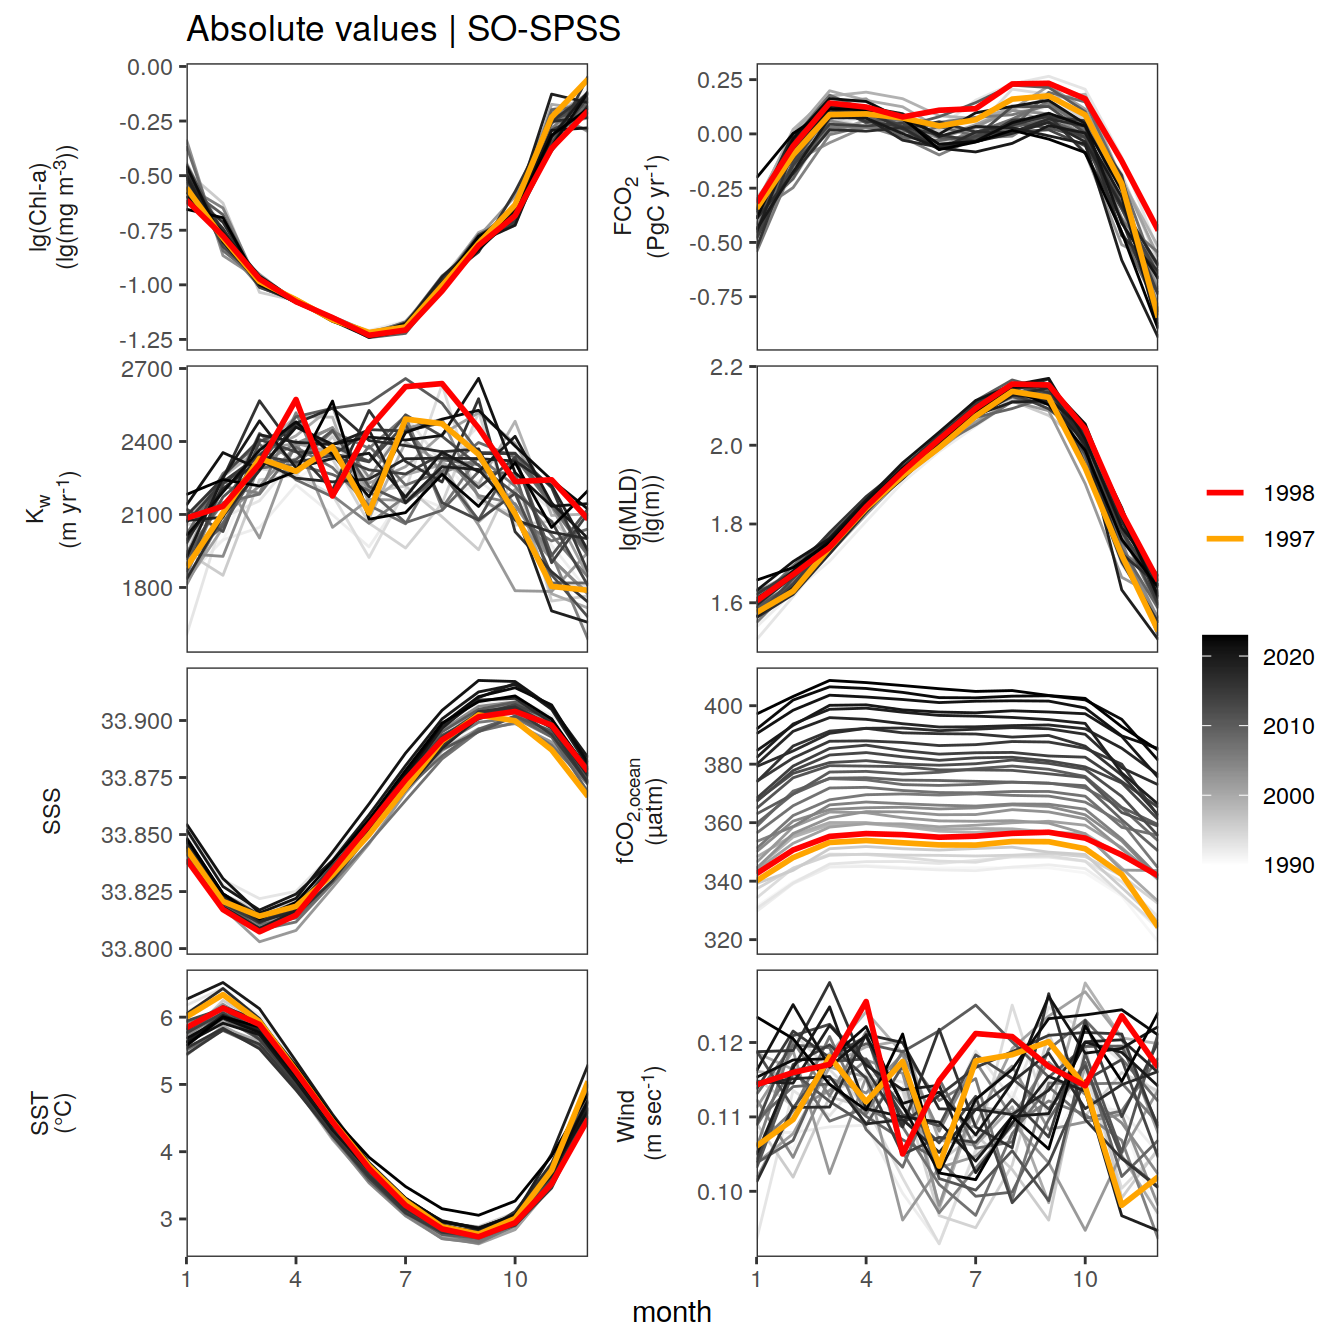 Absolute values | SO-SPSS
lg(Chl-a)
(lg(mg m-3))
0.00
-0.25
-0.50
-0.75
-1.00
-1.25
FCO2
(PgC yr-1)
0.25
0.00
-0.25
-0.50
-0.75
Kw
(m yr-1)
2700
2400
2100
1800
lg(MLD)
(lg(m))
2.2
2.0
1.8
1.6
SSS
33.900
33.875
33.850
33.825
33.800
fCO2,ocean
(µatm)
400
380
360
340
320
SST
(°C)
6
5
4
3
1
4
7
10
Wind
(m sec-1)
0.12
0.11
0.10
1
4
7
10
month
1998
1997
2020
2010
2000
1990